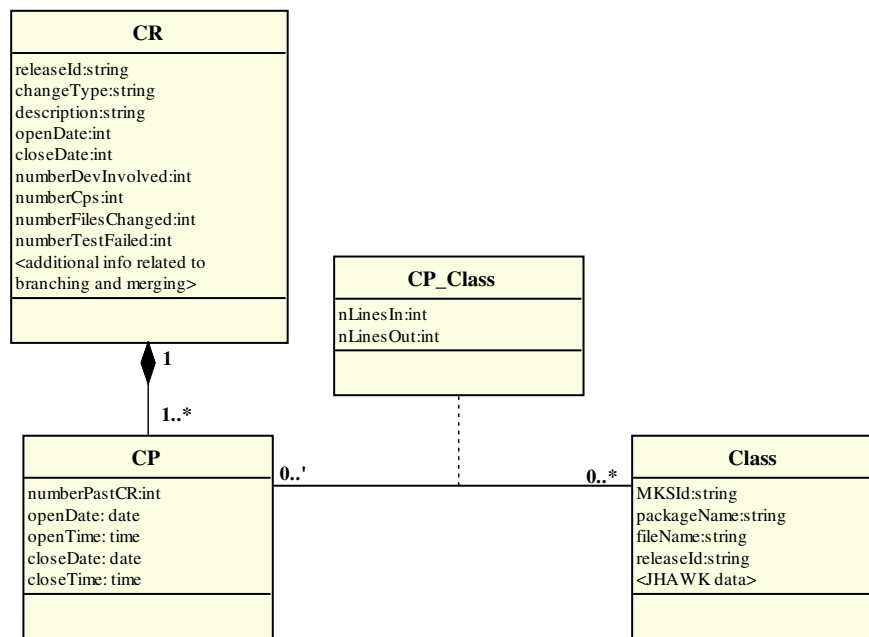 CR
releaseId:string
changeType:string
description:string
openDate:int
closeDate:int
numberDevInvolved:int
numberCps:int
numberFilesChanged:int
numberTestFailed:int
<additional info related to
branching and merging>
CP_Class
nLinesIn:int
nLinesOut:int
1
1..*
CP
numberPastCR:int
openDate: date
openTime: time
closeDate: date
closeTime: time
0..'
0..*
Class
MKSId:string
packageName:string
fileName:string
releaseId:string
<JHAWK data>